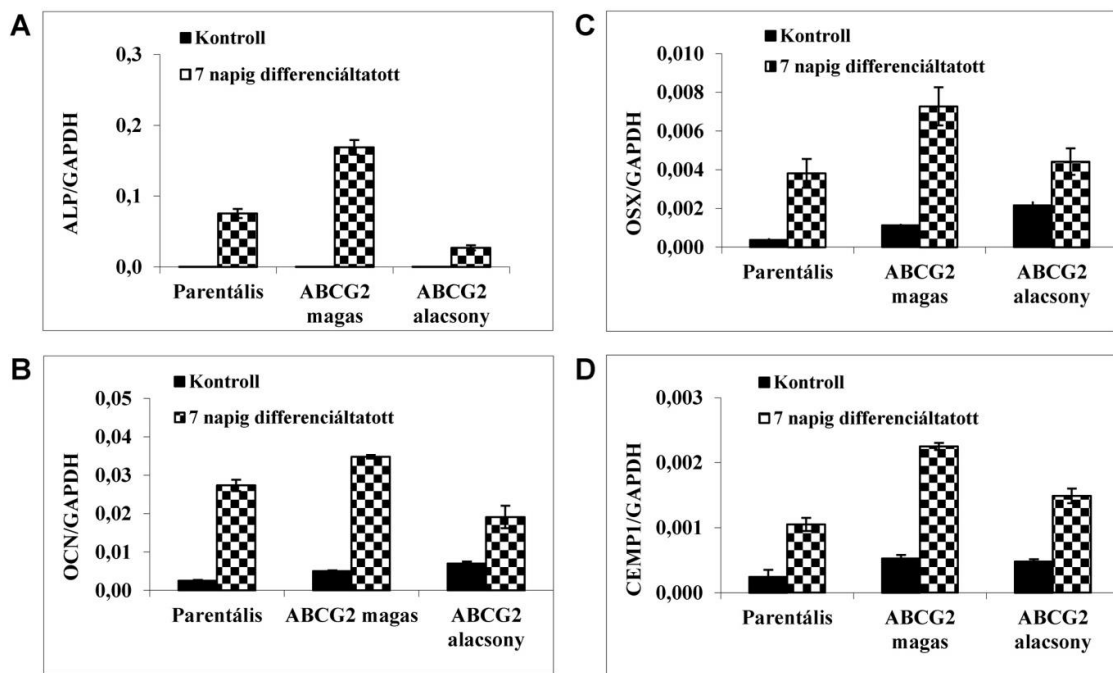 A
Kontroll
7 napig differenciáltatott
ALP/GAPDH
0,3
0,2
0,1
0,0
Parentális
ABCG2
magas
ABCG2
alacsony
B
Kontroll
7 napig differenciáltatott
OCN/GAPDH
0,05
0,04
0,03
0,02
0,01
0,00
Parentális
ABCG2 magas
ABCG2
alacsony
C
Kontroll
7 napig differenciáltatott
OSX/GAPDH
0,010
0,008
0,006
0,004
0,002
0,000
Parentális
ABCG2
magas
ABCG2
alacsony
D
Kontroll
7 napig differenciáltatott
CEMP1/GAPDH
0,003
0,002
0,001
0,000
Parentális
ABCG2
magas
ABCG2
alacsony